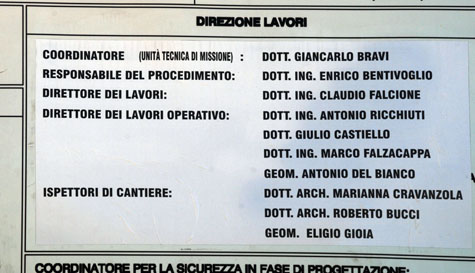 DIREZIONE LAVORI
COORDINATORE (UNITÀ TECNICA DI MISSIONE) : DOTT. GIANCARLO BRAVI
RESPONSABILE DEL PROCEDIMENTO: DOTT. ING. ENRICO BENTIVOGLIO
DIRETTORE DEI LAVORI: DOTT. ING. CLAUDIO FALCIONE
DIRETTORE DEI LAVORI OPERATIVO: DOTT. ING. ANTONIO RICCHIUTI
DOTT. GIULIO CASTIELLO
DOTT. ING. MARCO FALZACAPPA
GEOM. ANTONIO DEL BIANCO
ISPETTORI DI CANTIERE: DOTT. ARCH. MARIANNA CRAVANZOLA
DOTT. ARCH. ROBERTO BUCCI
GEOM. ELIGIO GIOIA
COORDINATORE PER LA SICUREZZA IN FASE DI PROGETTAZIONE: